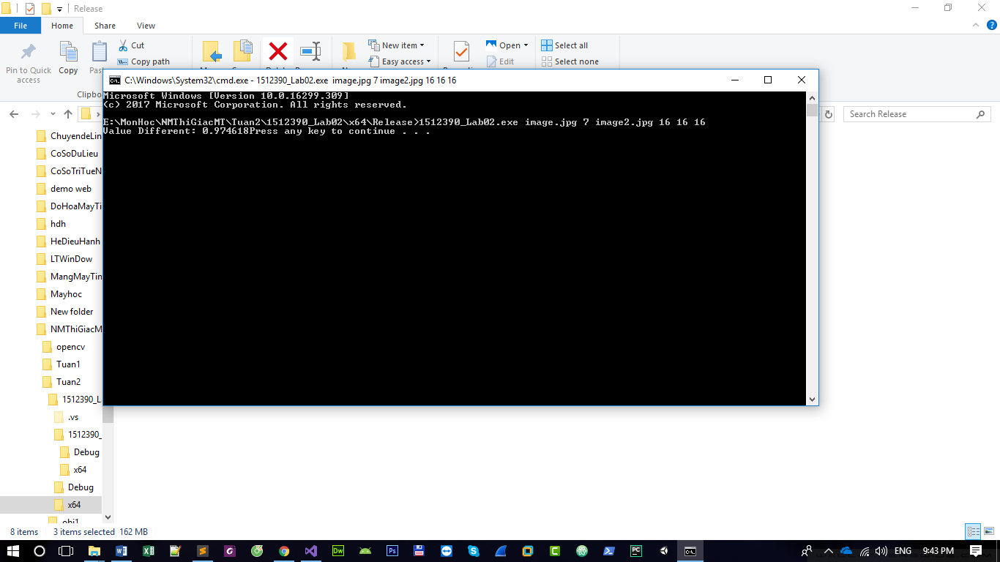 Release
File Home Share View
Pin to Quick access
Copy
Cut
Copy path
New item
Easy access
Open
Edit
Select all
Select none
C:\Windows\System32\cmd.exe - 1512390_Lab02.exe  image.jpg 7 image2.jpg 16 16 16
Microsoft Windows [Version 10.0.16299.309]
(c) 2017 Microsoft Corporation. All rights reserved.
E:\MonHoc\NMThiGiacMT\Tuan2\1512390_Lab02\x64\Release>1512390_Lab02.exe image.jpg 7 image2.jpg 16 16 16
Value Different: 0.974618Press any key to continue . . .
Search Release
ChuyendeLin
CoSoDuLieu
CoSoTriTueN
demo web
DoHoaMayTi
hdh
HeDieuHanh
LTWinDow
MangMayTin
Mayhoc
New folder
NMThiGiacM
opencv
Tuan1
Tuan2
1512390_L
.vs
1512390_
Debug
x64
Debug
x64
8 items 3 items selected 162 MB
ENG 9:43 PM